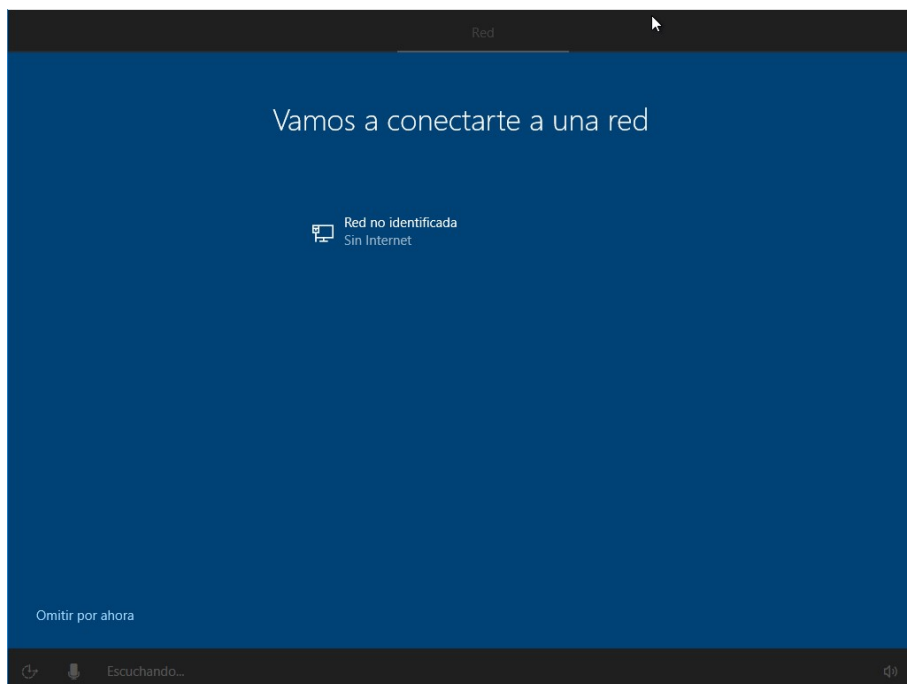 Red
Vamos a conectarte a una red
Red no identificada
Sin Internet
Omitir por ahora
Escuchando...